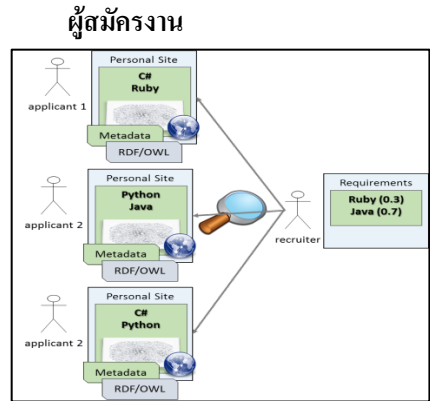 ผู้สมัครงาน
Personal Site
C#
Ruby
applicant 1
Metadata
RDF/OWL
Personal Site
Python
Java
applicant 2
Metadata
RDF/OWL
Personal Site
C#
Python
applicant 2
Metadata
RDF/OWL
recruiter
Requirements
Ruby (0.3)
Java (0.7)